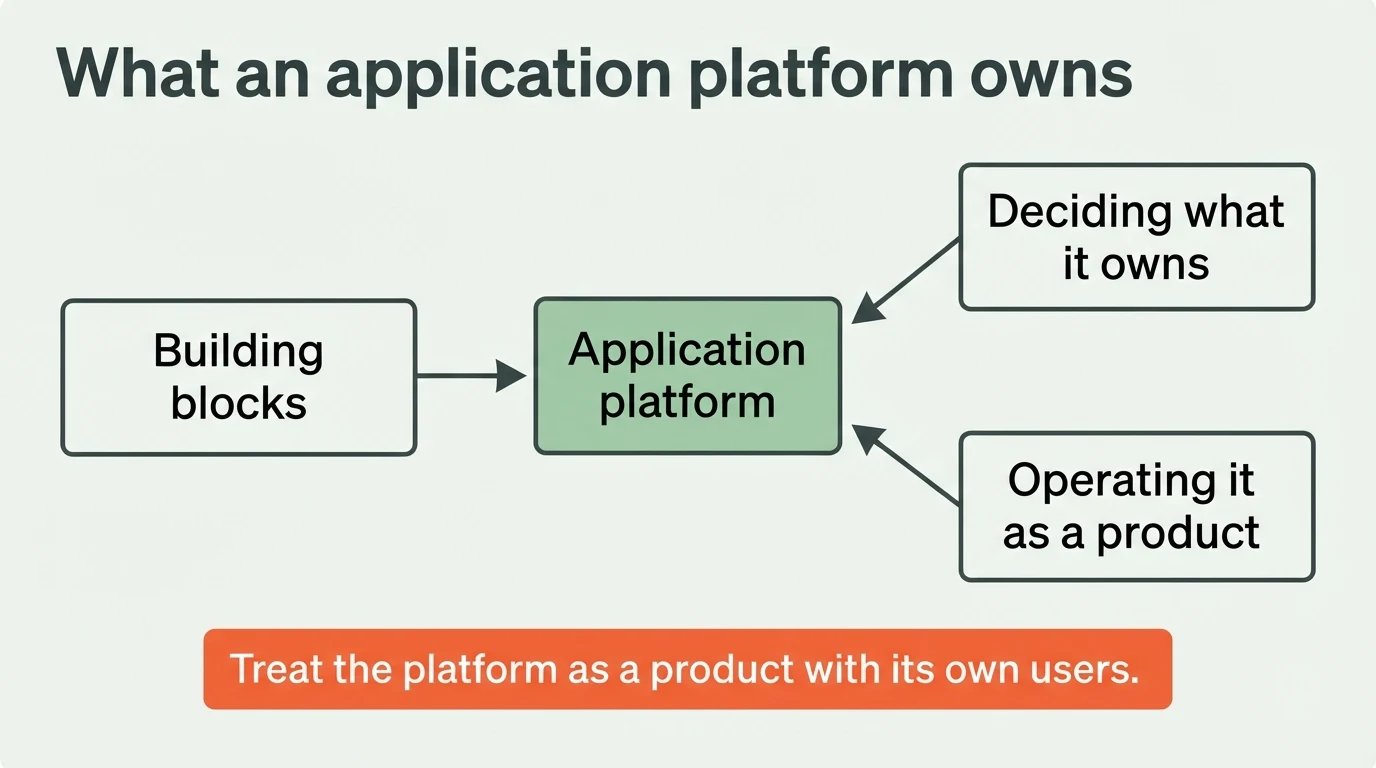 What an application platform owns
Building
blocks
Application
platform
Deciding what
it owns
Operating it
as a product
Treat the platform as a product with its own users.